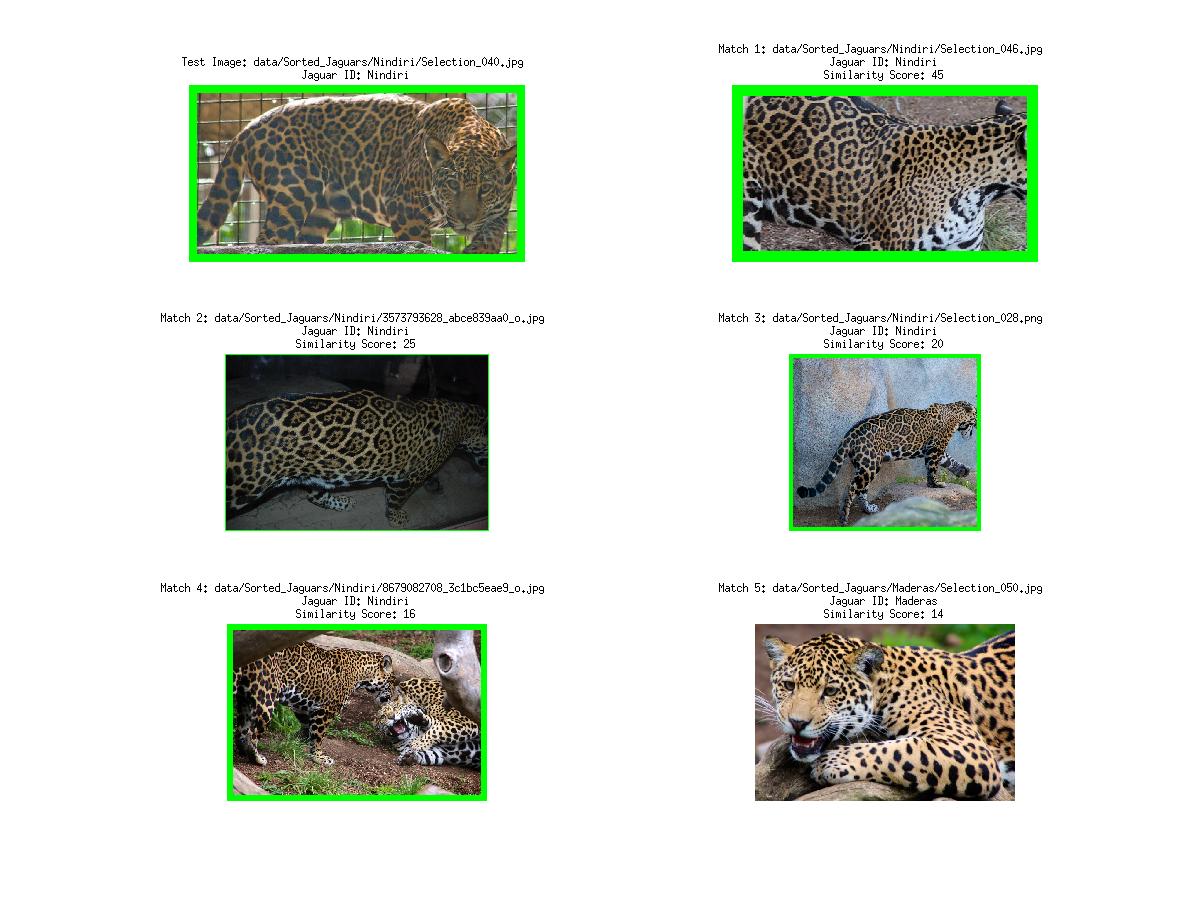 Test Image: data/Sorted_Jaguars/Nindiri/Selection_040.jpg
Jaguar ID: Nindiri
Match 1: data/Sorted_Jaguars/Nindiri/Selection_046.jpg
Jaguar ID: Nindiri
Similarity Score: 45
Match 2: data/Sorted_Jaguars/Nindiri/3573793628_abce839aa0_o.jpg
Jaguar ID: Nindiri
Similarity Score: 25
Match 3: data/Sorted_Jaguars/Nindiri/Selection_028.png
Jaguar ID: Nindiri
Similarity Score: 20
Match 4: data/Sorted_Jaguars/Nindiri/8679082708_3c1bc5eae9_o.jpg
Jaguar ID: Nindiri
Similarity Score: 16
Match 5: data/Sorted_Jaguars/Maderas/Selection_050.jpg
Jaguar ID: Maderas
Similarity Score: 14